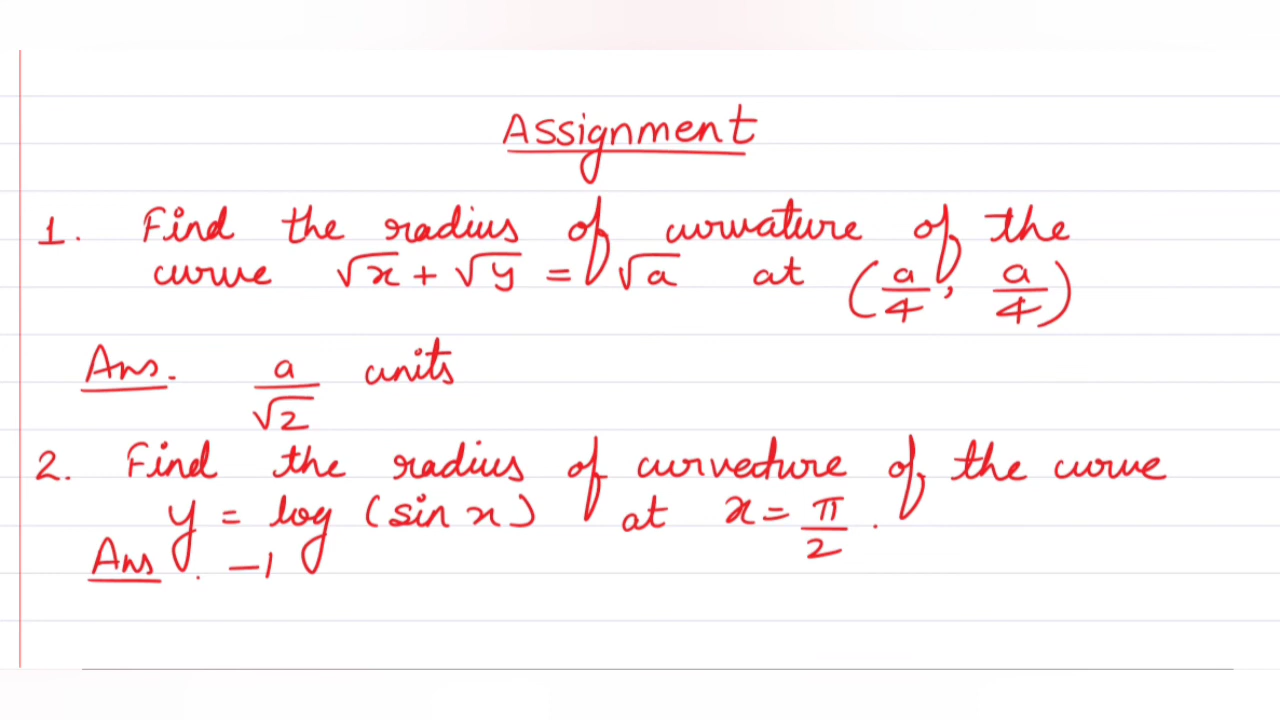 Assignment
1. Find the radius of curvature of the
curve √x + √y = √a at (a/4, a/4)
Ans. a/√2 units
2. Find the radius of curveture of the curve
y = log (sin x) at x = π/2.
Ans. -1